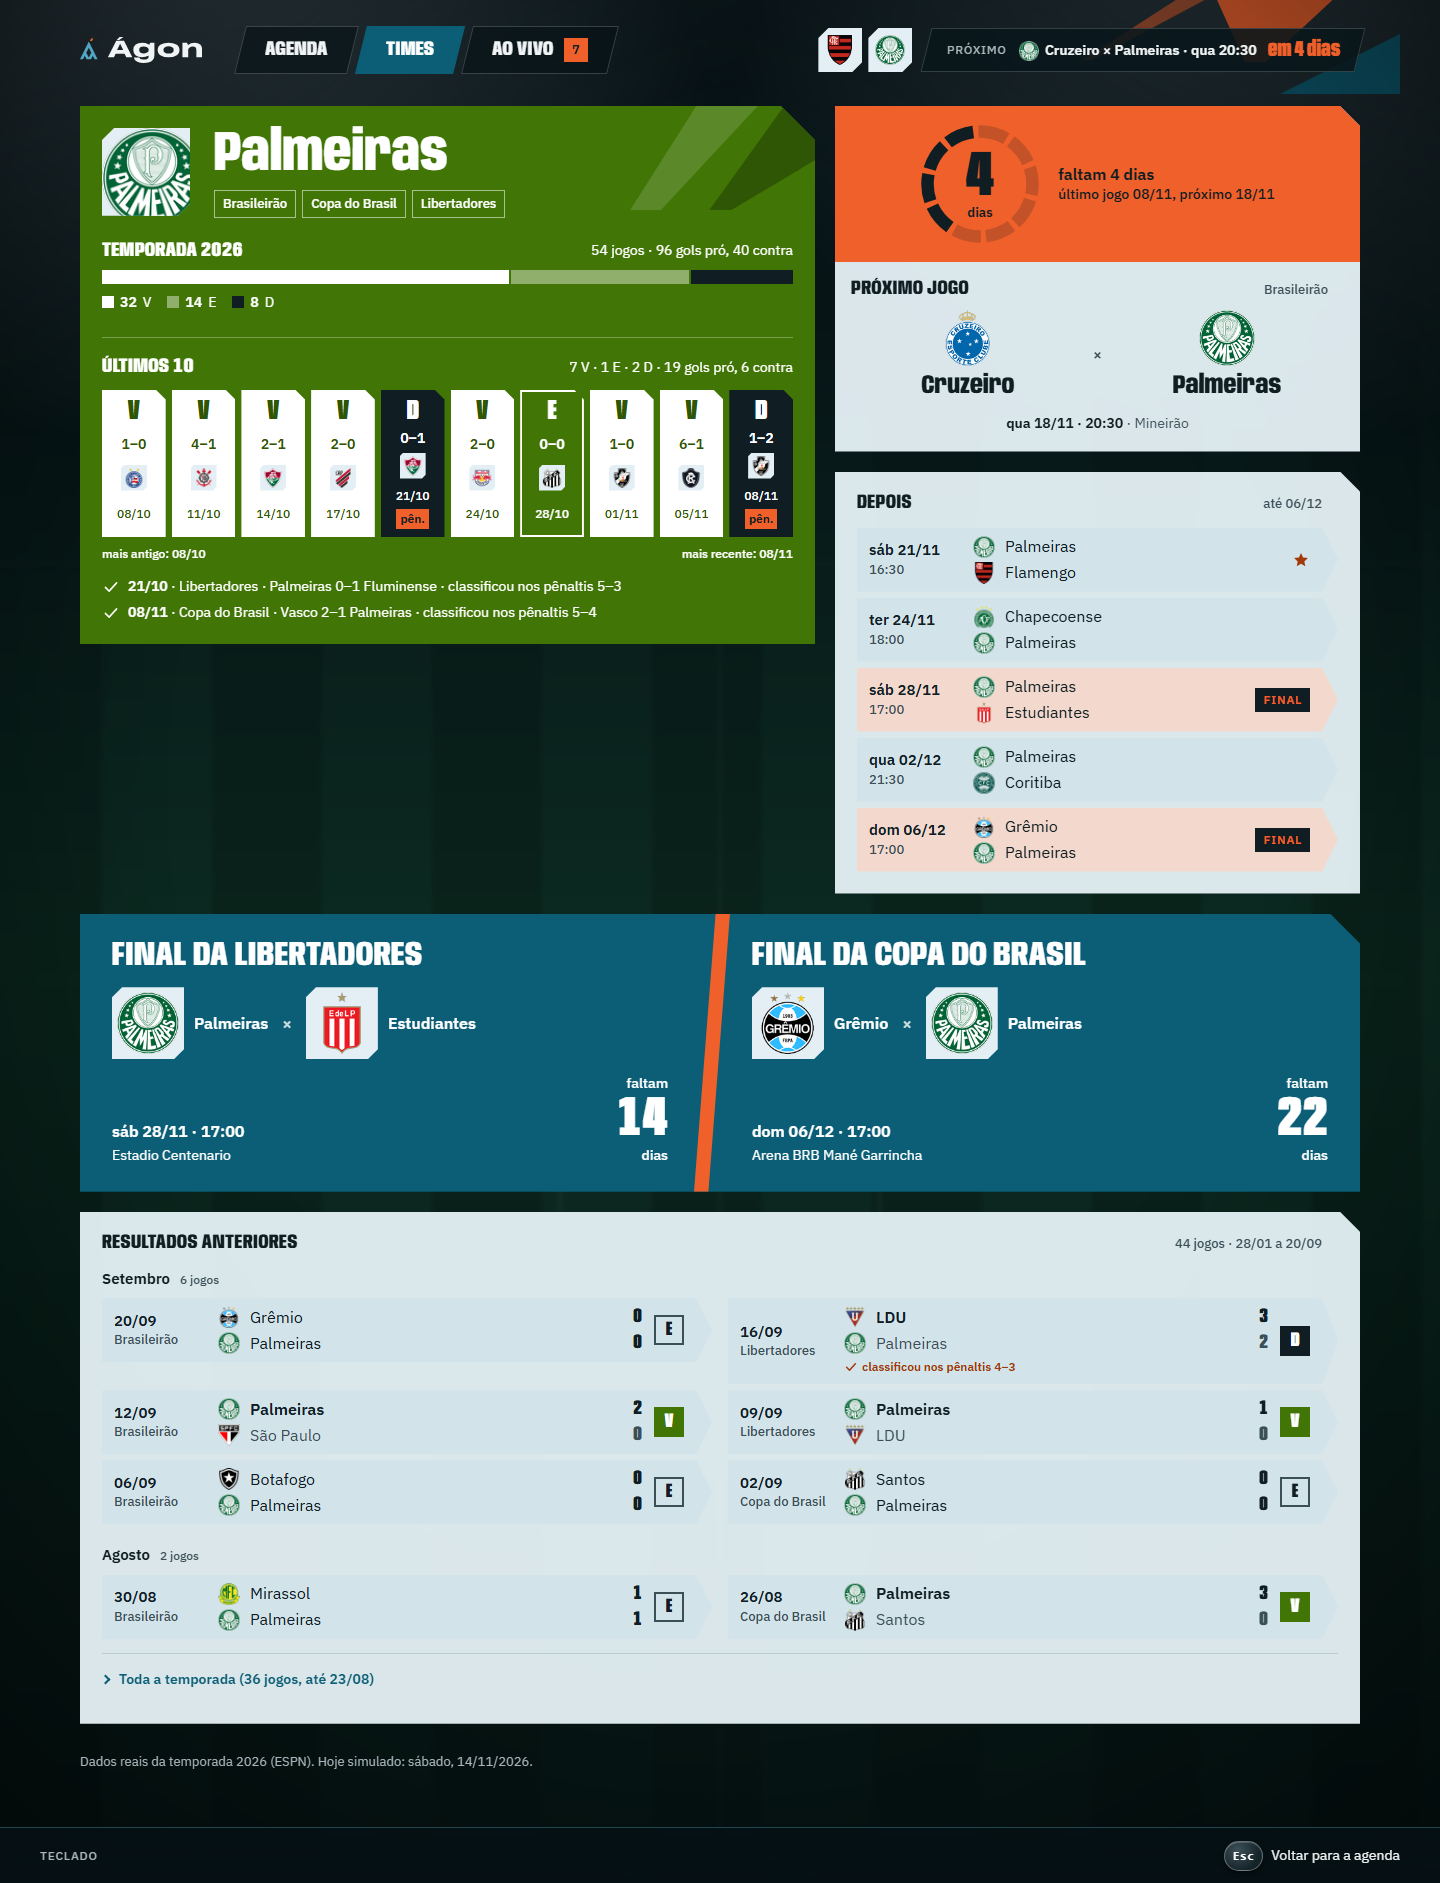 Ágon
AGENDA
TIMES
AO VIVO 7
PRÓXIMO Cruzeiro × Palmeiras · qua 20:30 em 4 dias
Palmeiras
Brasileirão
Copa do Brasil
Libertadores
TEMPORADA 2026
54 jogos · 96 gols pró, 40 contra
32 V 14 E 8 D
ÚLTIMOS 10
7 V · 1 E · 2 D · 19 gols pró, 6 contra
V V V V D V E V V D
1–0 4–1 2–1 2–0 0–1 2–0 0–0 1–0 6–1 1–2
08/10 11/10 14/10 17/10 21/10 24/10 28/10 01/11 05/11 08/11
pên. pên.
mais antigo: 08/10
mais recente: 08/11
21/10 · Libertadores · Palmeiras 0–1 Fluminense · classificou nos pênaltis 5–3
08/11 · Copa do Brasil · Vasco 2–1 Palmeiras · classificou nos pênaltis 5–4
4
dias
faltam 4 dias
último jogo 08/11, próximo 18/11
PRÓXIMO JOGO
Brasileirão
Cruzeiro × Palmeiras
qua 18/11 · 20:30 · Mineirão
DEPOIS
até 06/12
sáb 21/11
16:30
Palmeiras
Flamengo
ter 24/11
18:00
Chapecoense
Palmeiras
sáb 28/11
17:00
Palmeiras
Estudiantes
FINAL
qua 02/12
21:30
Palmeiras
Coritiba
dom 06/12
17:00
Grêmio
Palmeiras
FINAL
FINAL DA LIBERTADORES
Palmeiras × Estudiantes
sáb 28/11 · 17:00
Estadio Centenario
faltam
14
dias
FINAL DA COPA DO BRASIL
Grêmio × Palmeiras
dom 06/12 · 17:00
Arena BRB Mané Garrincha
faltam
22
dias
RESULTADOS ANTERIORES
44 jogos · 28/01 a 20/09
Setembro 6 jogos
20/09
Brasileirão
Grêmio 0
Palmeiras 0
E
16/09
Libertadores
LDU 3
Palmeiras 2
D
classificou nos pênaltis 4–3
12/09
Brasileirão
Palmeiras 2
São Paulo 0
V
09/09
Libertadores
Palmeiras 1
LDU 0
V
06/09
Brasileirão
Botafogo 0
Palmeiras 0
E
02/09
Copa do Brasil
Santos 0
Palmeiras 0
E
Agosto 2 jogos
30/08
Brasileirão
Mirassol 1
Palmeiras 1
E
26/08
Copa do Brasil
Palmeiras 3
Santos 0
V
Toda a temporada (36 jogos, até 23/08)
Dados reais da temporada 2026 (ESPN). Hoje simulado: sábado, 14/11/2026.
TECLADO
Esc Voltar para a agenda